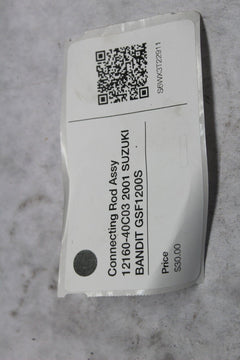 Connecting Rod Assy
12160-40C03 2001 SUZUKI
BANDIT GSF1200S
Price
$30.00
S6WX3T22911